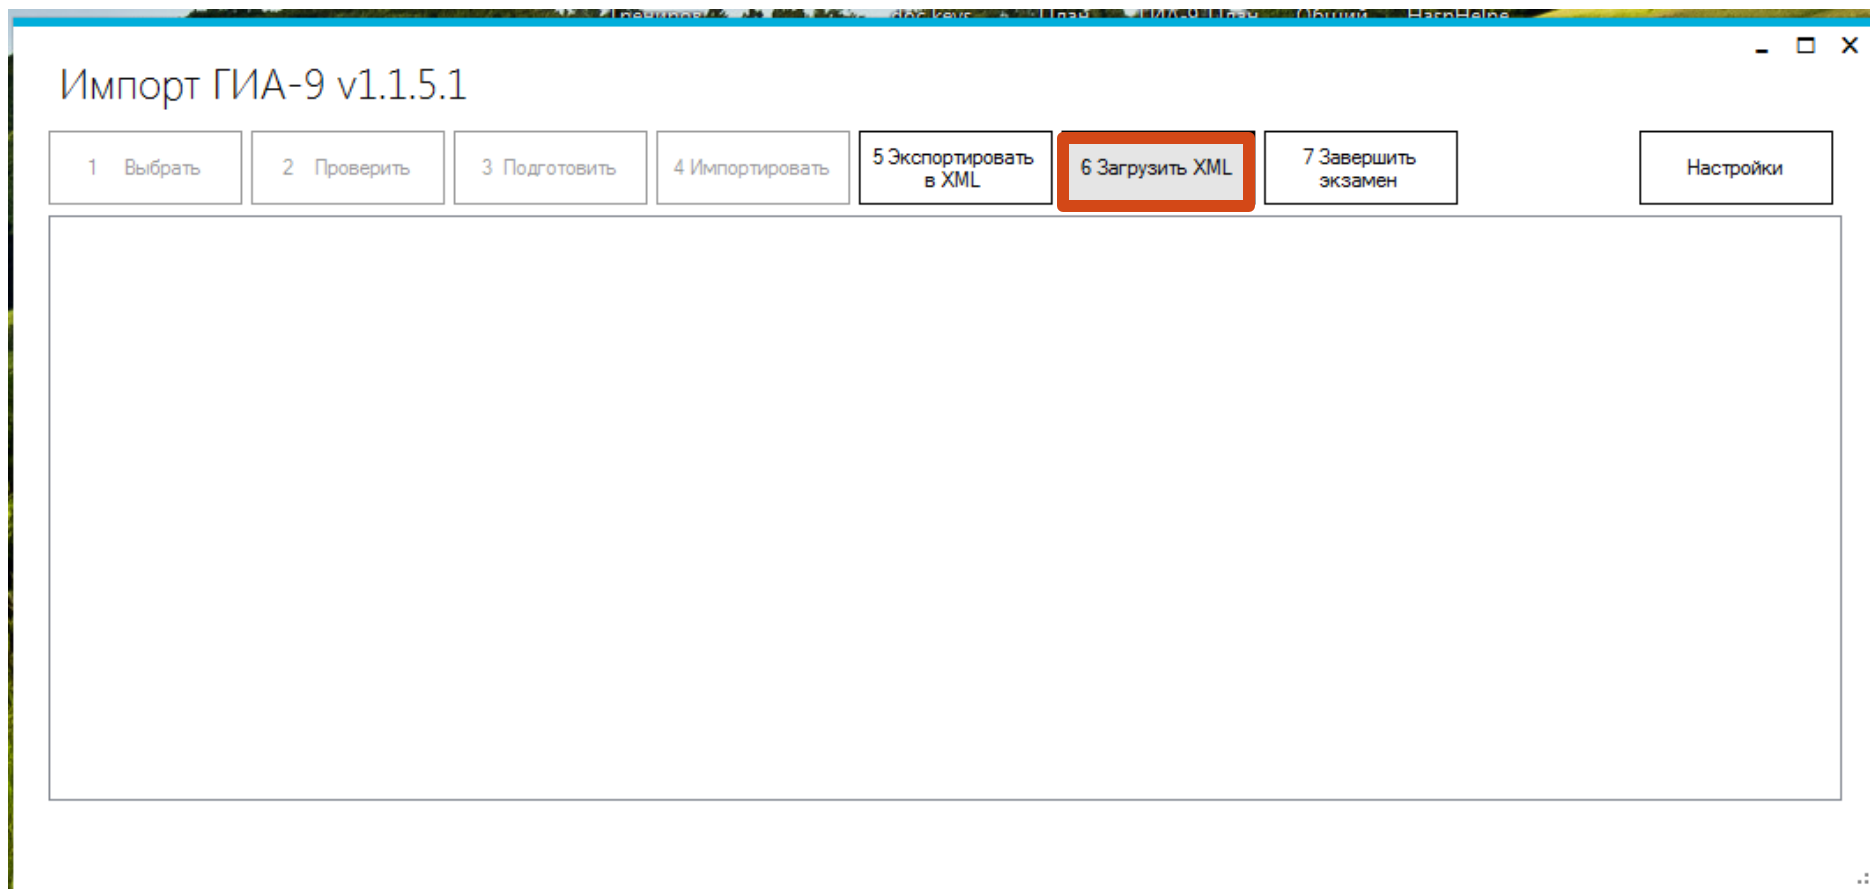 Импорт ГИА-9 v1.1.5.1
1 Выбрать
2 Проверить
3 Подготовить
4 Импортировать
5 Экспортировать
в XML
6 Загрузить XML
7 Завершить
экзамен
Настройки